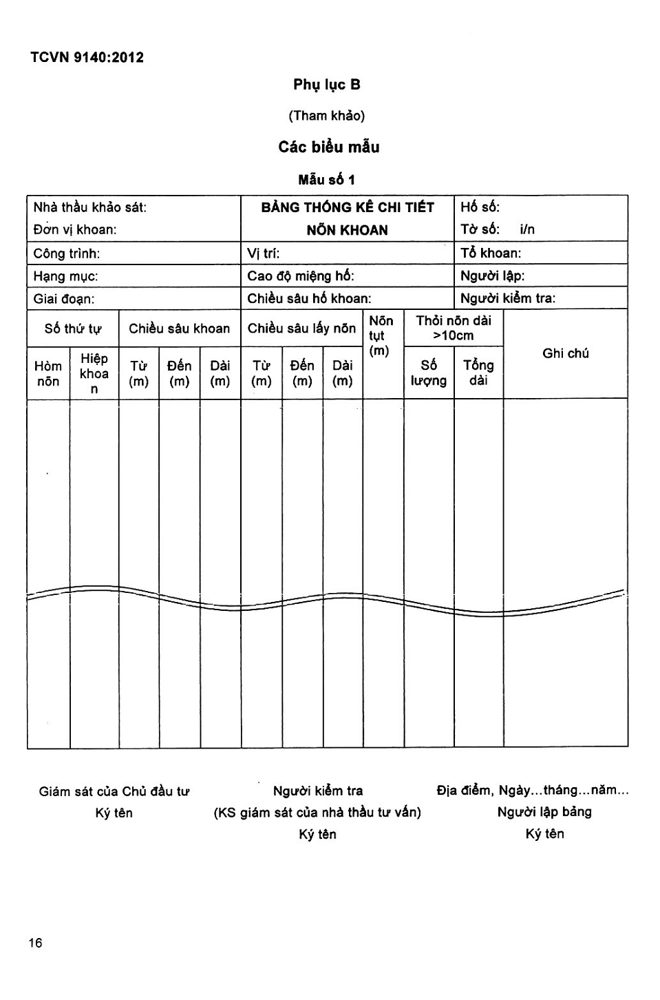 TCVN 9140:2012
Phụ lục B
(Tham khảo)
Các biểu mẫu
Mẫu số 1
Nhà thầu khảo sát:
Đơn vị khoan:
BẢNG THỐNG KÊ CHI TIẾT
NÕN KHOAN
Hố số:
Tờ số: i/n
Công trình:
Vị trí:
Tổ khoan:
Hạng mục:
Cao độ miệng hố:
Người lập:
Giai đoạn:
Chiều sâu hố khoan:
Người kiểm tra:
Số thứ tự
Chiều sâu khoan
Chiều sâu lấy nõn
Nõn
tụt
(m)
Thỏi nõn dài
>10cm
Ghi chú
Hòm
nõn
Hiệp
khoa
n
Từ
(m)
Đến
(m)
Dài
(m)
Từ
(m)
Đến
(m)
Dài
(m)
Số
lượng
Tổng
dài
Giám sát của Chủ đầu tư
Ký tên
Người kiểm tra
(KS giám sát của nhà thầu tư vấn)
Ký tên
Địa điểm, Ngày...tháng...năm...
Người lập bảng
Ký tên
16